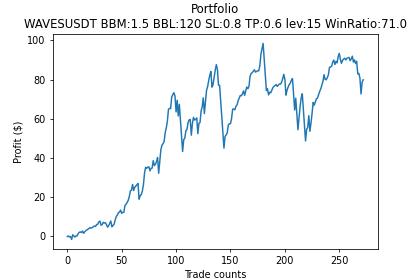 Portfolio
WAVESUSDT BBM:1.5 BBL:120 SL:0.8 TP:0.6 lev:15 WinRatio:71.0
100
80
60
40
20
0
Profit ($)
0 50 100 150 200 250
Trade counts